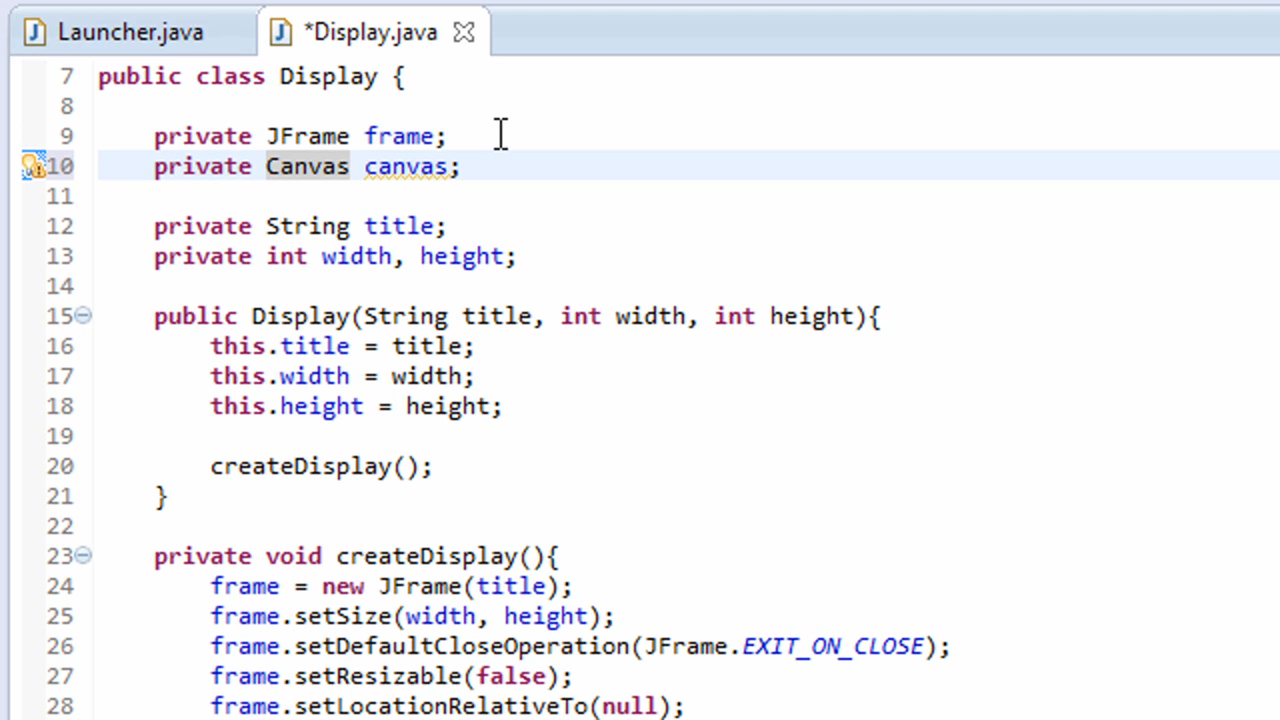 Launcher.java
*Display.java
7 public class Display {
8
9 private JFrame frame;
10 private Canvas canvas;
11
12 private String title;
13 private int width, height;
14
15 public Display(String title, int width, int height){
16 this.title = title;
17 this.width = width;
18 this.height = height;
19
20 createDisplay();
21 }
22
23 private void createDisplay(){
24 frame = new JFrame(title);
25 frame.setSize(width, height);
26 frame.setDefaultCloseOperation(JFrame.EXIT_ON_CLOSE);
27 frame.setResizable(false);
28 frame.setLocationRelativeTo(null);